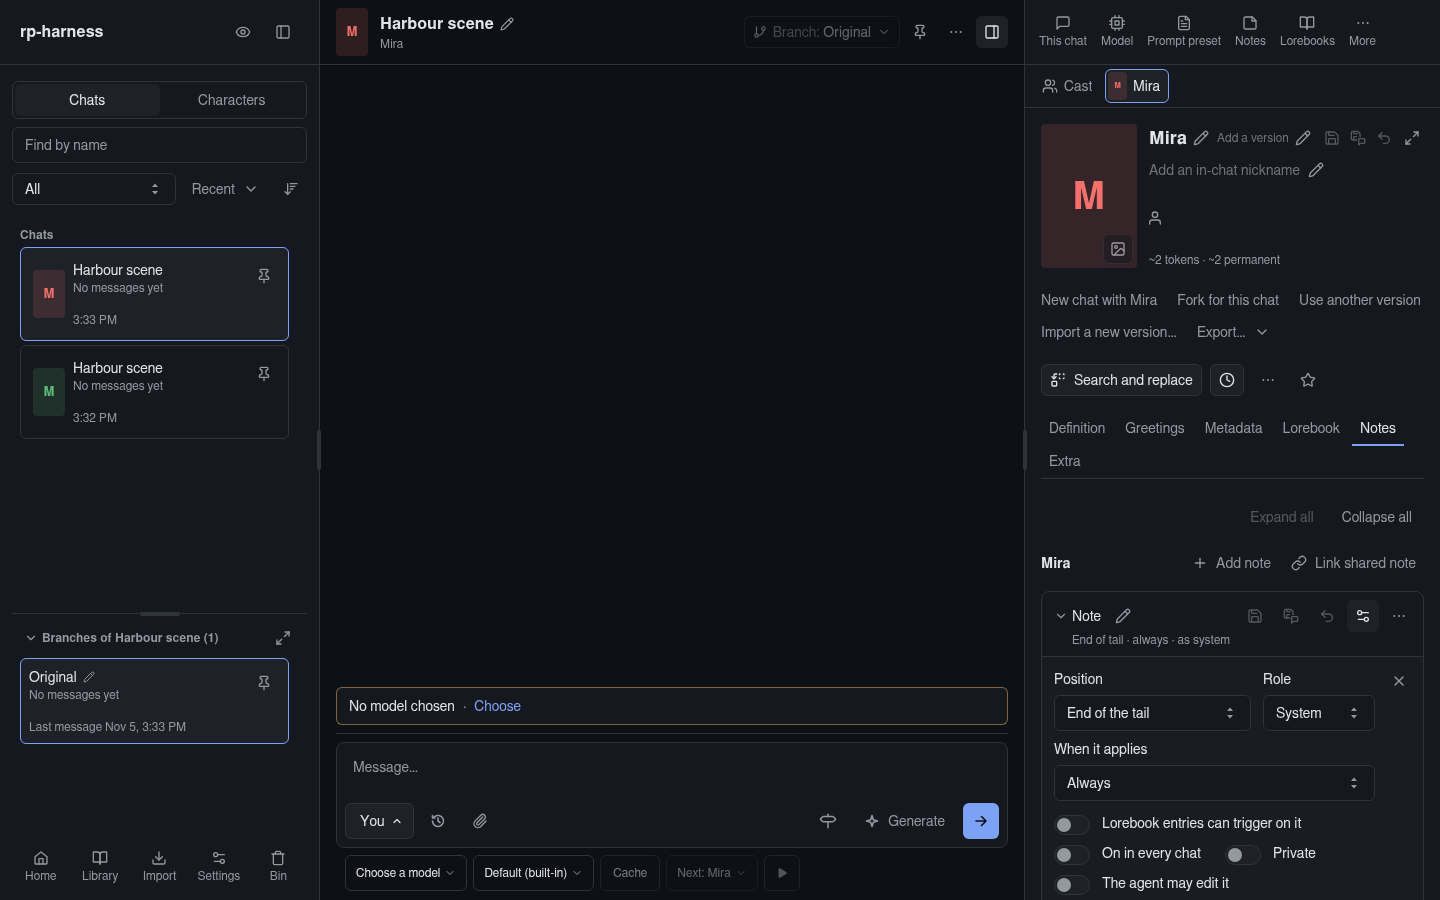 rp-harness
Chats
Characters
Find by name
All
Recent
Chats
M
Harbour scene
No messages yet
3:33 PM
M
Harbour scene
No messages yet
3:32 PM
Branches of Harbour scene (1)
Original
No messages yet
Last message Nov 5, 3:33 PM
Home
Library
Import
Settings
Bin
M
Harbour scene
Mira
Branch: Original
No model chosen · Choose
Message...
You
Generate
Choose a model
Default (built-in)
Cache
Next: Mira
This chat
Model
Prompt preset
Notes
Lorebooks
More
Cast
M
Mira
M
Mira
Add a version
Add an in-chat nickname
~2 tokens · ~2 permanent
New chat with Mira
Fork for this chat
Use another version
Import a new version...
Export...
Search and replace
Definition
Greetings
Metadata
Lorebook
Notes
Extra
Expand all
Collapse all
Mira
Add note
Link shared note
Note
End of tail · always · as system
Position
Role
End of the tail
System
When it applies
Always
Lorebook entries can trigger on it
On in every chat
Private
The agent may edit it